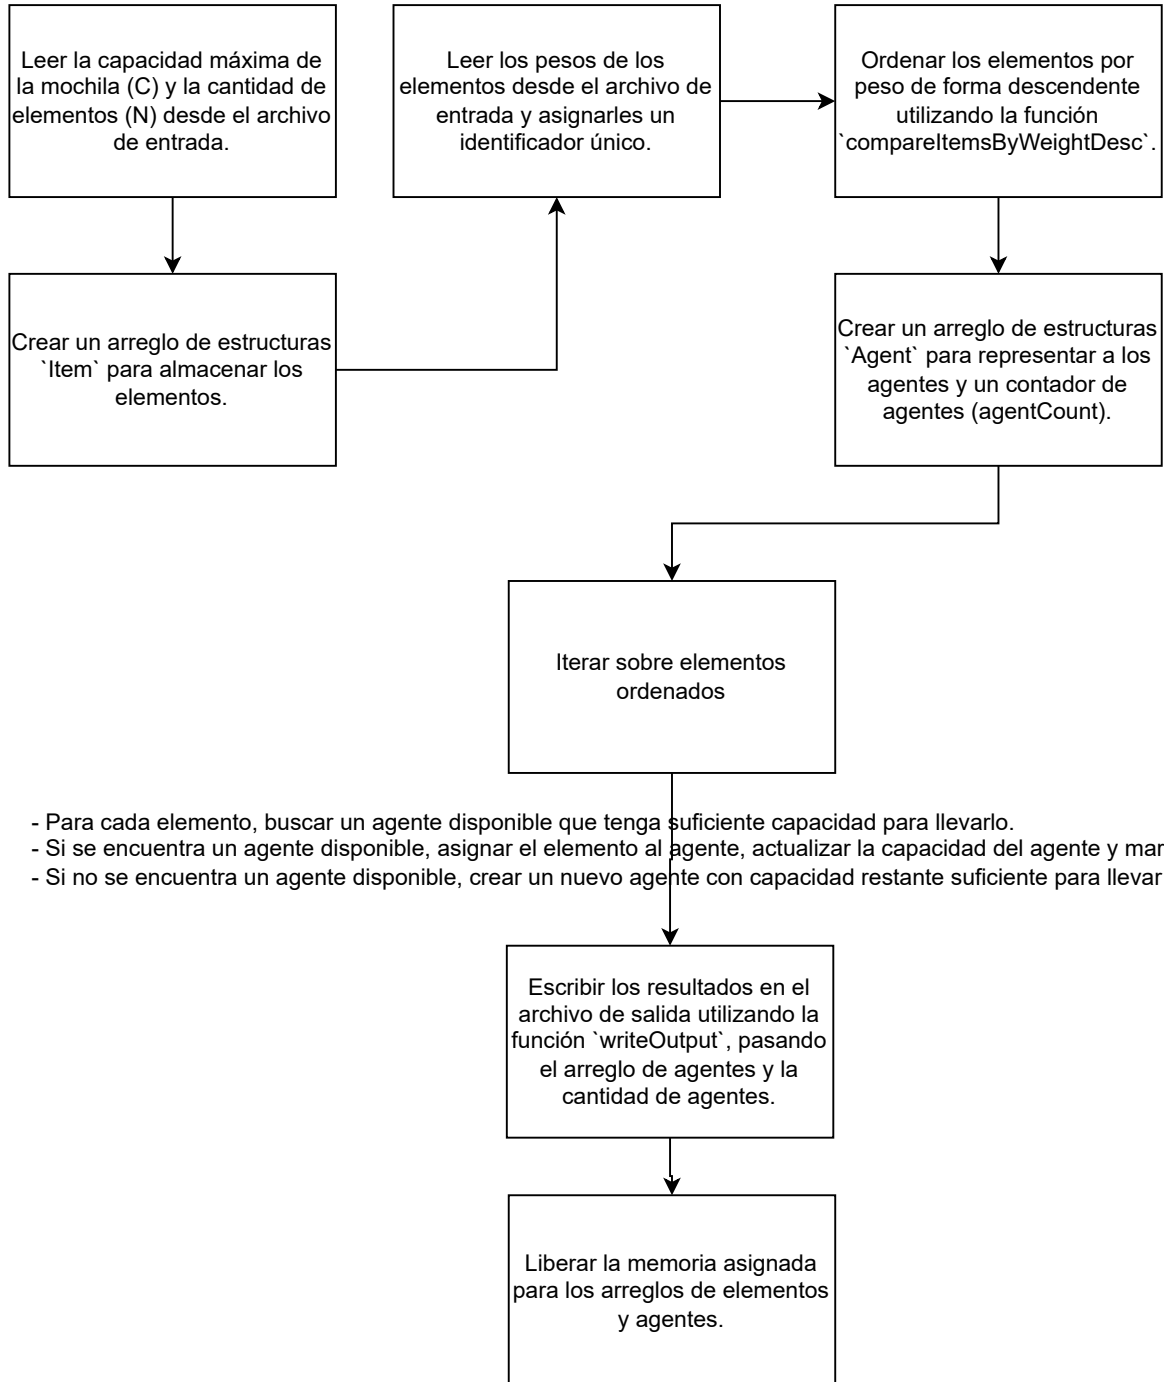 Leer la capacidad máxima de
la mochila (C) y la cantidad de
elementos (N) desde el archivo
de entrada.
Crear un arreglo de estructuras
`Item` para almacenar los
elementos.
Leer los pesos de los
elementos desde el archivo de
entrada y asignarles un
identificador único.
Ordenar los elementos por
peso de forma descendente
utilizando la función
`compareItemsByWeightDesc`.
Crear un arreglo de estructuras
`Agent` para representar a los
agentes y un contador de
agentes (agentCount).
Iterar sobre elementos
ordenados
- Para cada elemento, buscar un agente disponible que tenga suficiente capacidad para llevarlo.
- Si se encuentra un agente disponible, asignar el elemento al agente, actualizar la capacidad del agente y mar
- Si no se encuentra un agente disponible, crear un nuevo agente con capacidad restante suficiente para llevar
Escribir los resultados en el
archivo de salida utilizando la
función `writeOutput`, pasando
el arreglo de agentes y la
cantidad de agentes.
Liberar la memoria asignada
para los arreglos de elementos
y agentes.